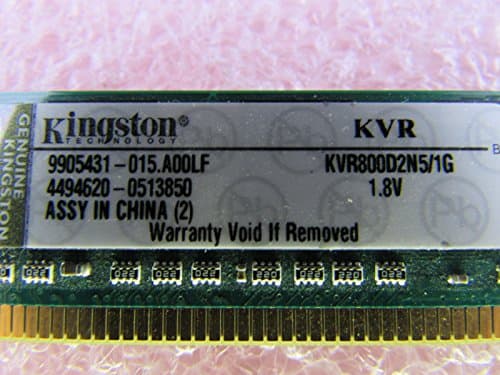 GENUINE
KINGSTON
Kingston®
TECHNOLOGY
KVR
9905431-015.A00LF
KVR800D2N5/1G
4494620-0513850
1.8V
ASSY IN CHINA (2)
Warranty Void If Removed
Pb